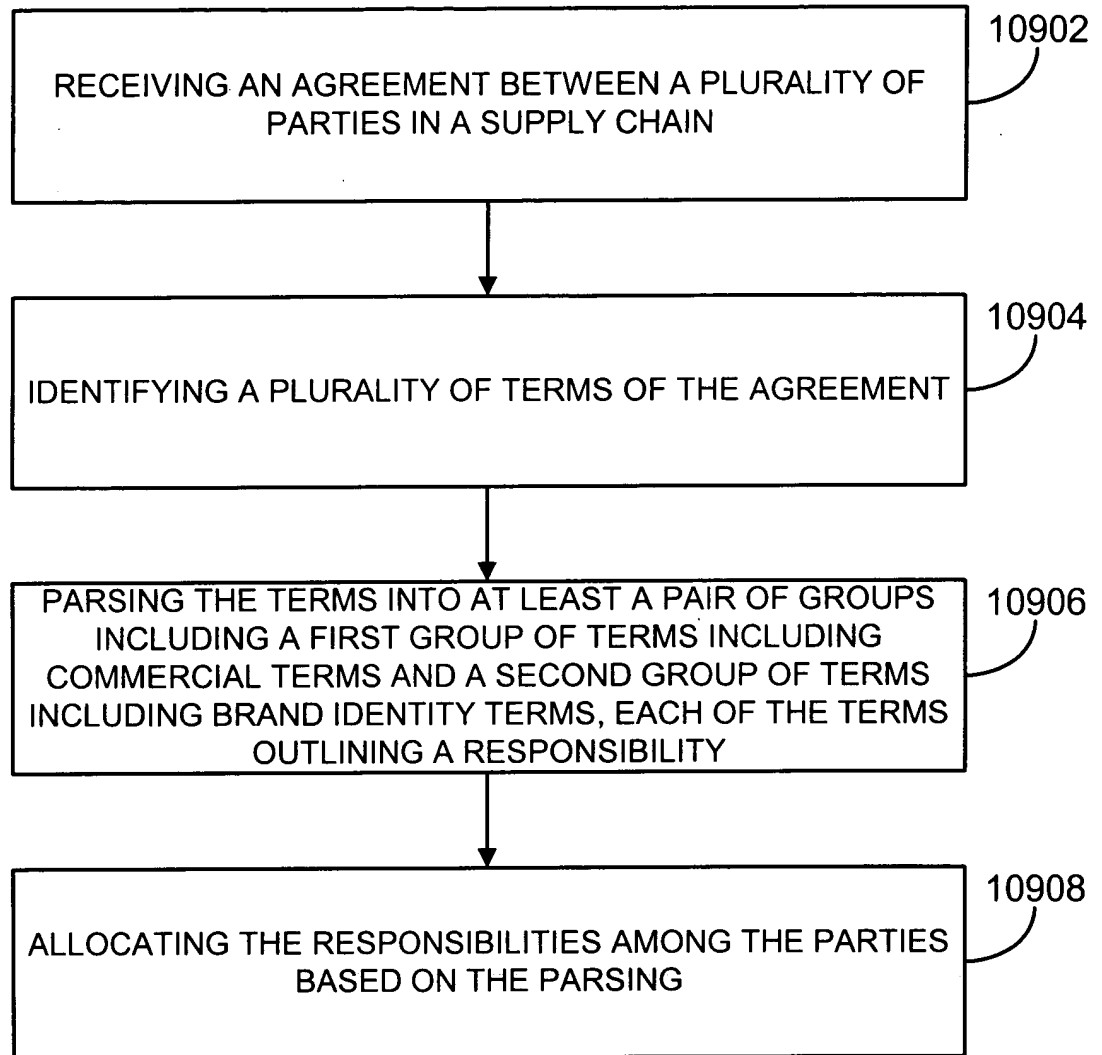 10902
RECEIVING AN AGREEMENT BETWEEN A PLURALITY OF
PARTIES IN A SUPPLY CHAIN
10904
IDENTIFYING A PLURALITY OF TERMS OF THE AGREEMENT
10906
PARSING THE TERMS INTO AT LEAST A PAIR OF GROUPS
INCLUDING A FIRST GROUP OF TERMS INCLUDING
COMMERCIAL TERMS AND A SECOND GROUP OF TERMS
INCLUDING BRAND IDENTITY TERMS, EACH OF THE TERMS
OUTLINING A RESPONSIBILITY
10908
ALLOCATING THE RESPONSIBILITIES AMONG THE PARTIES
BASED ON THE PARSING